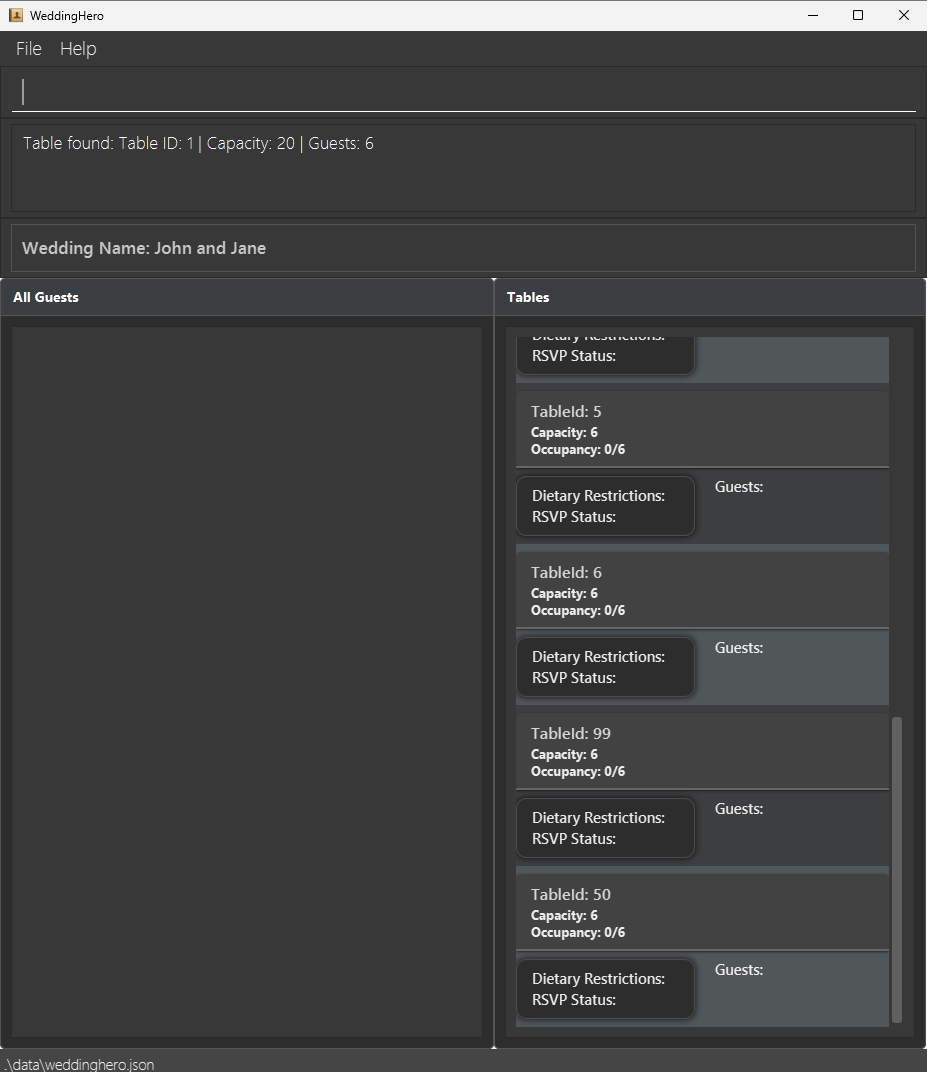 WeddingHero
File Help
Table found: Table ID: 1 | Capacity: 20 | Guests: 6
Wedding Name: John and Jane
All Guests
Tables
Dietary Restrictions:
RSVP Status:
TableId: 5
Capacity: 6
Occupancy: 0/6
Dietary Restrictions:
RSVP Status:
Guests:
TableId: 6
Capacity: 6
Occupancy: 0/6
Dietary Restrictions:
RSVP Status:
Guests:
TableId: 99
Capacity: 6
Occupancy: 0/6
Dietary Restrictions:
RSVP Status:
Guests:
TableId: 50
Capacity: 6
Occupancy: 0/6
Dietary Restrictions:
RSVP Status:
Guests:
.\data\weddinghero.json